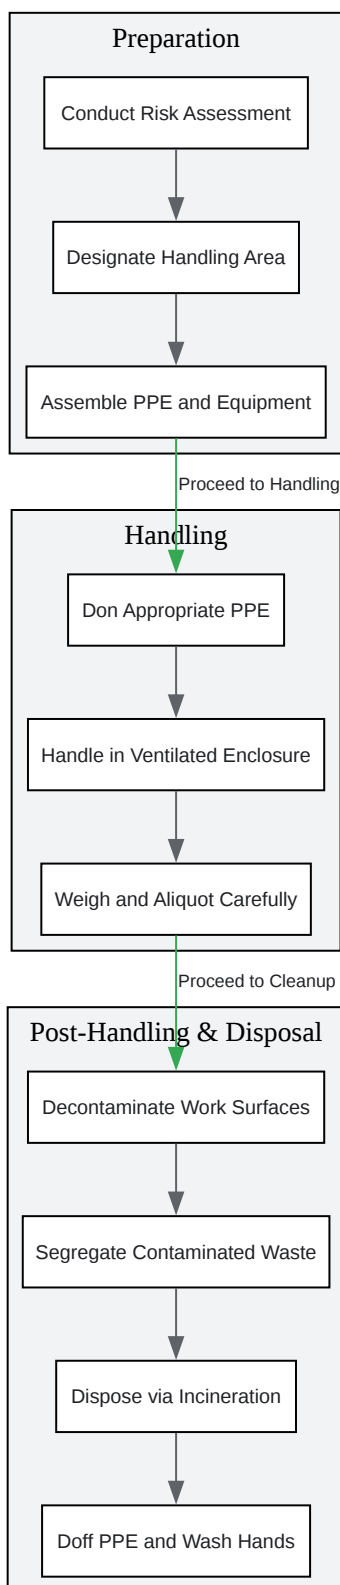 Preparation
Conduct Risk Assessment
Designate Handling Area
Assemble PPE and Equipment
Proceed to Handling
Handling
Don Appropriate PPE
Handle in Ventilated Enclosure
Weigh and Aliquot Carefully
Proceed to Cleanup
Post-Handling & Disposal
Decontaminate Work Surfaces
Segregate Contaminated Waste
Dispose via Incineration
Doff PPE and Wash Hands